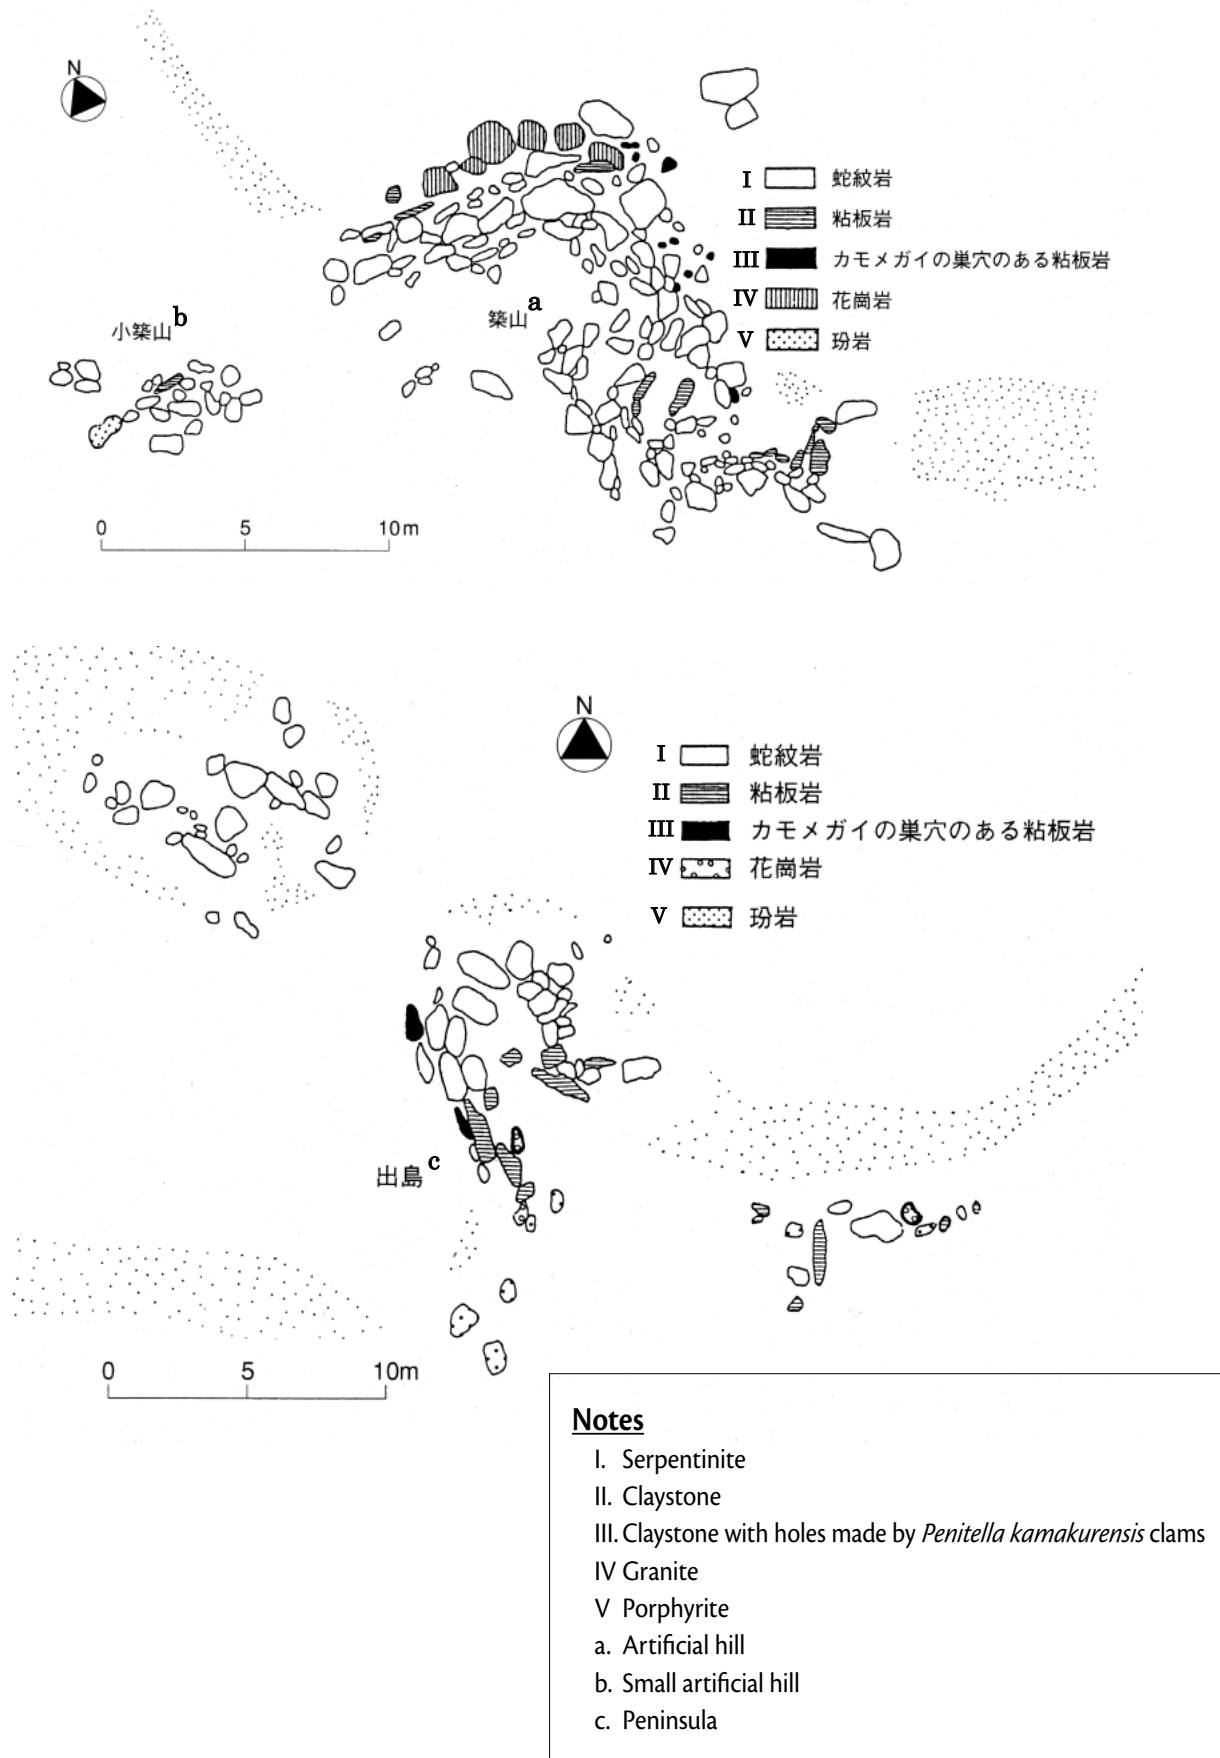 N
I 蛇紋岩
II 粘板岩
III カモメガイの巣穴のある粘板岩
IV 花崗岩
V 玢岩
築山 a
小築山 b
0 5 10m
N
I 蛇紋岩
II 粘板岩
III カモメガイの巣穴のある粘板岩
IV 花崗岩
V 玢岩
出島 c
0 5 10m
Notes
I. Serpentinite
II. Claystone
III. Claystone with holes made by Penitella kamakurensis clams
IV Granite
V Porphyrite
a. Artificial hill
b. Small artificial hill
c. Peninsula